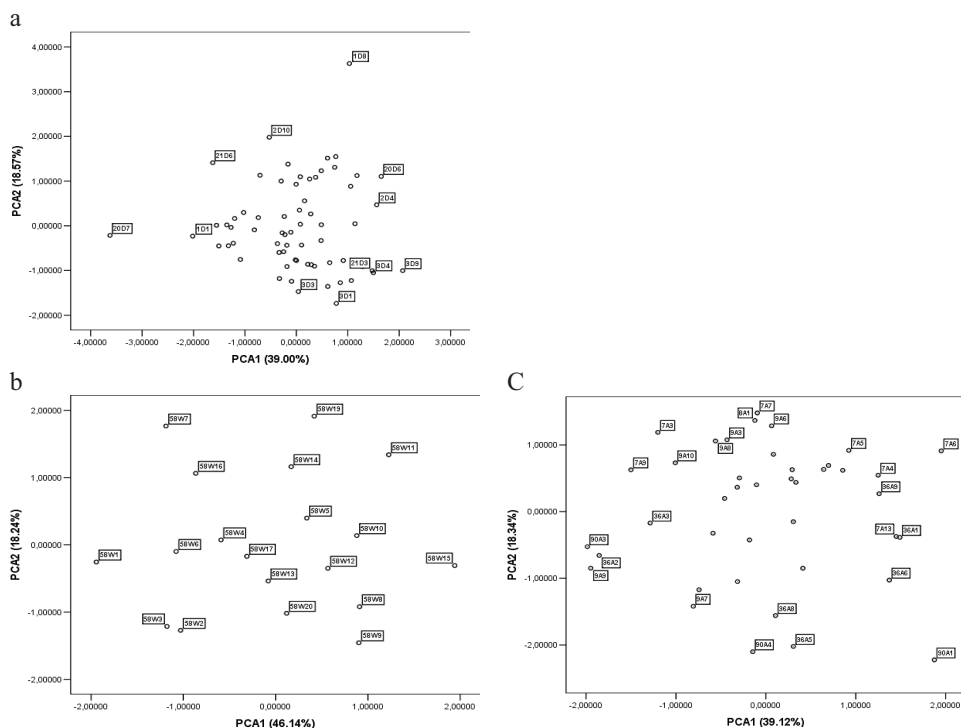 a
4,00000
3,00000
2,00000
1,00000
0,00000
-1,00000
-2,00000
PCA2 (18.57%)
1D8
2D10
21D6
20D6
2D4
20D7
1D1
21D3
3D4
3D9
3D3
3D1
-4,00000 -3,00000 -2,00000 -1,00000 0,00000 1,00000 2,00000 3,00000
PCA1 (39.00%)
b
2,00000
1,00000
0,00000
-1,00000
-2,00000
PCA2 (18.24%)
58W19
58W7
58W11
58W14
58W16
58W5
58W10
58W4
58W6
58W17
58W1
58W12
58W15
58W13
58W8
58W20
58W3
58W2
58W9
-2,00000 -1,00000 0,00000 1,00000 2,00000
PCA1 (46.14%)
C
1,00000
0,00000
-1,00000
-2,00000
PCA2 (18.34%)
7A7
8A1
9A6
7A3
9A3
9A8
7A5
7A6
9A10
7A9
7A4
36A9
36A3
7A13
36A1
90A3
36A2
9A9
36A6
9A7
36A8
36A5
90A4
90A1
-2,00000 -1,00000 0,00000 1,00000 2,00000
PCA1 (39.12%)